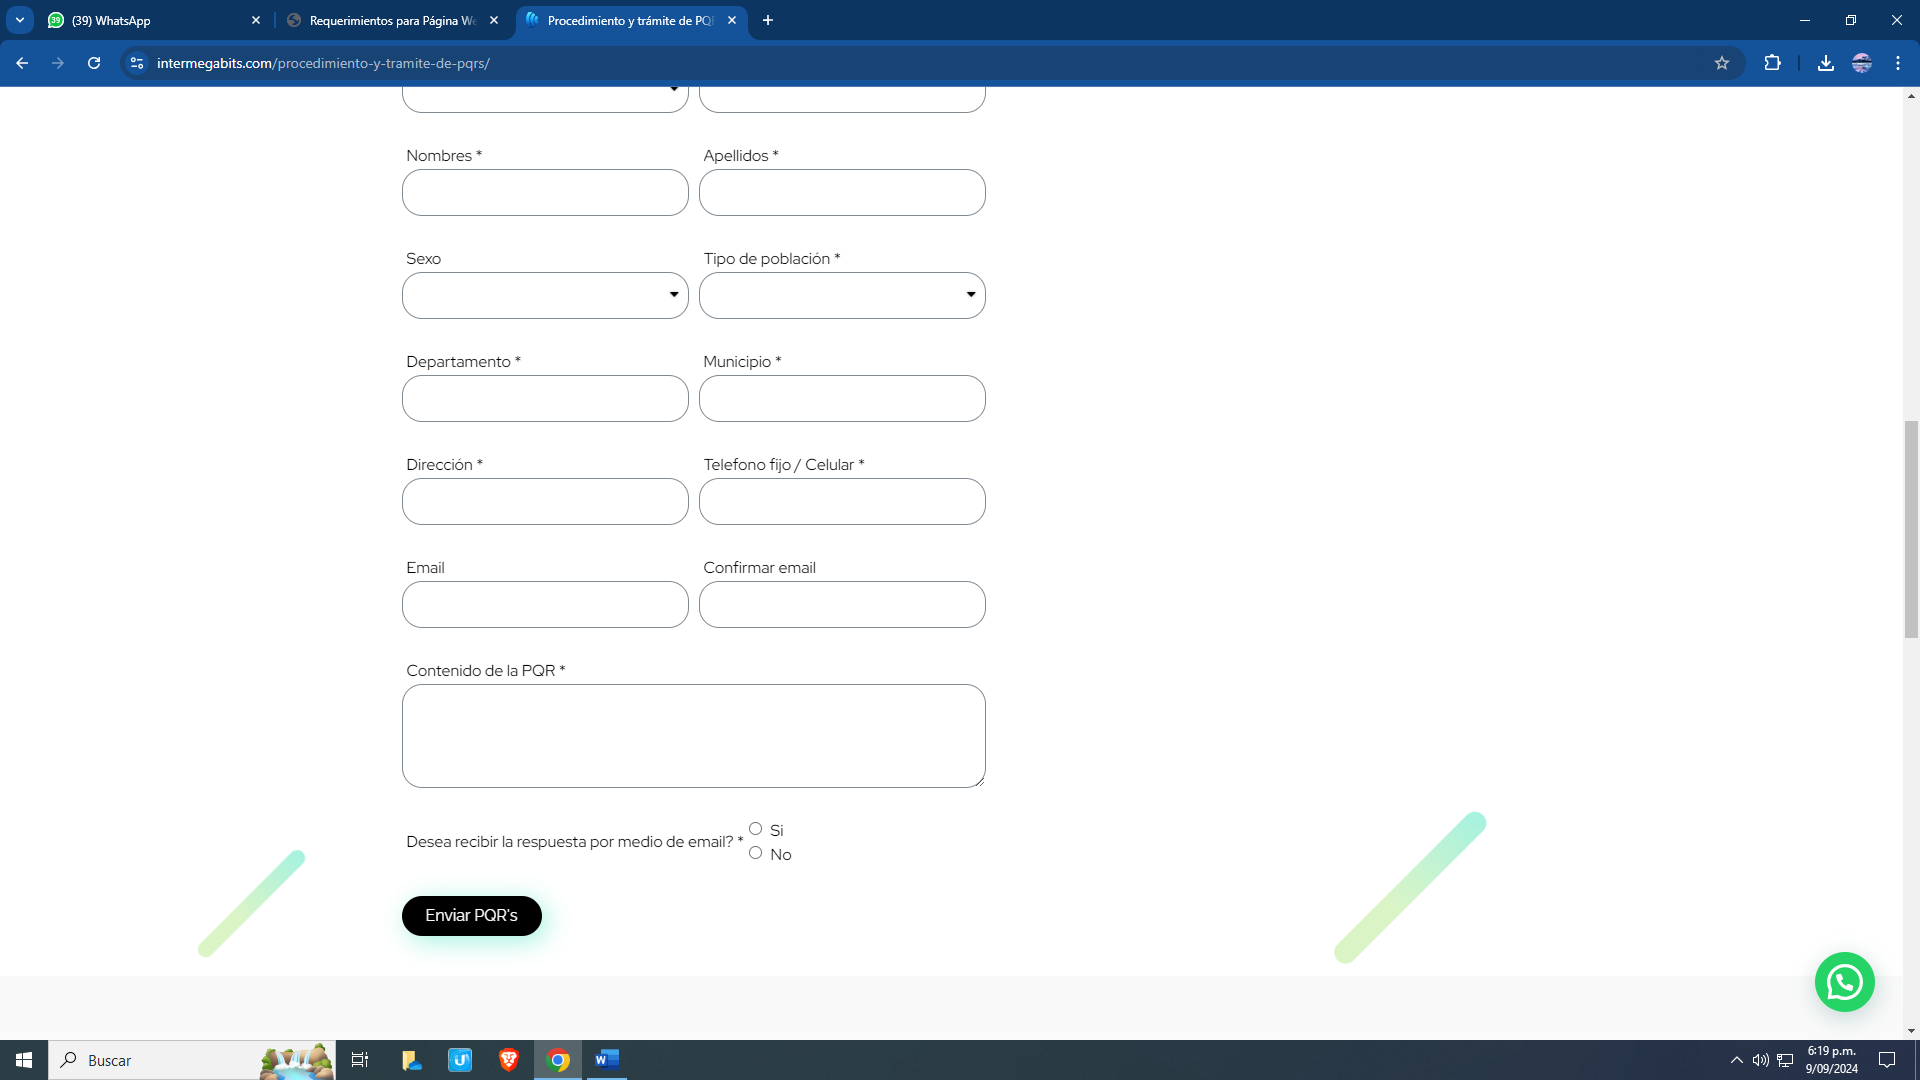 (39) WhatsApp
Requerimientos para Página We
Procedimiento y trámite de PQR
intermegabits.com/procedimiento-y-tramite-de-pqrs/
Nombres * Apellidos *
Sexo Tipo de población *
Departamento * Municipio *
Dirección * Telefono fijo / Celular *
Email Confirmar email
Contenido de la PQR *
Desea recibir la respuesta por medio de email? *
Si
No
Enviar PQR's
Buscar
6:19 p.m.
9/09/2024